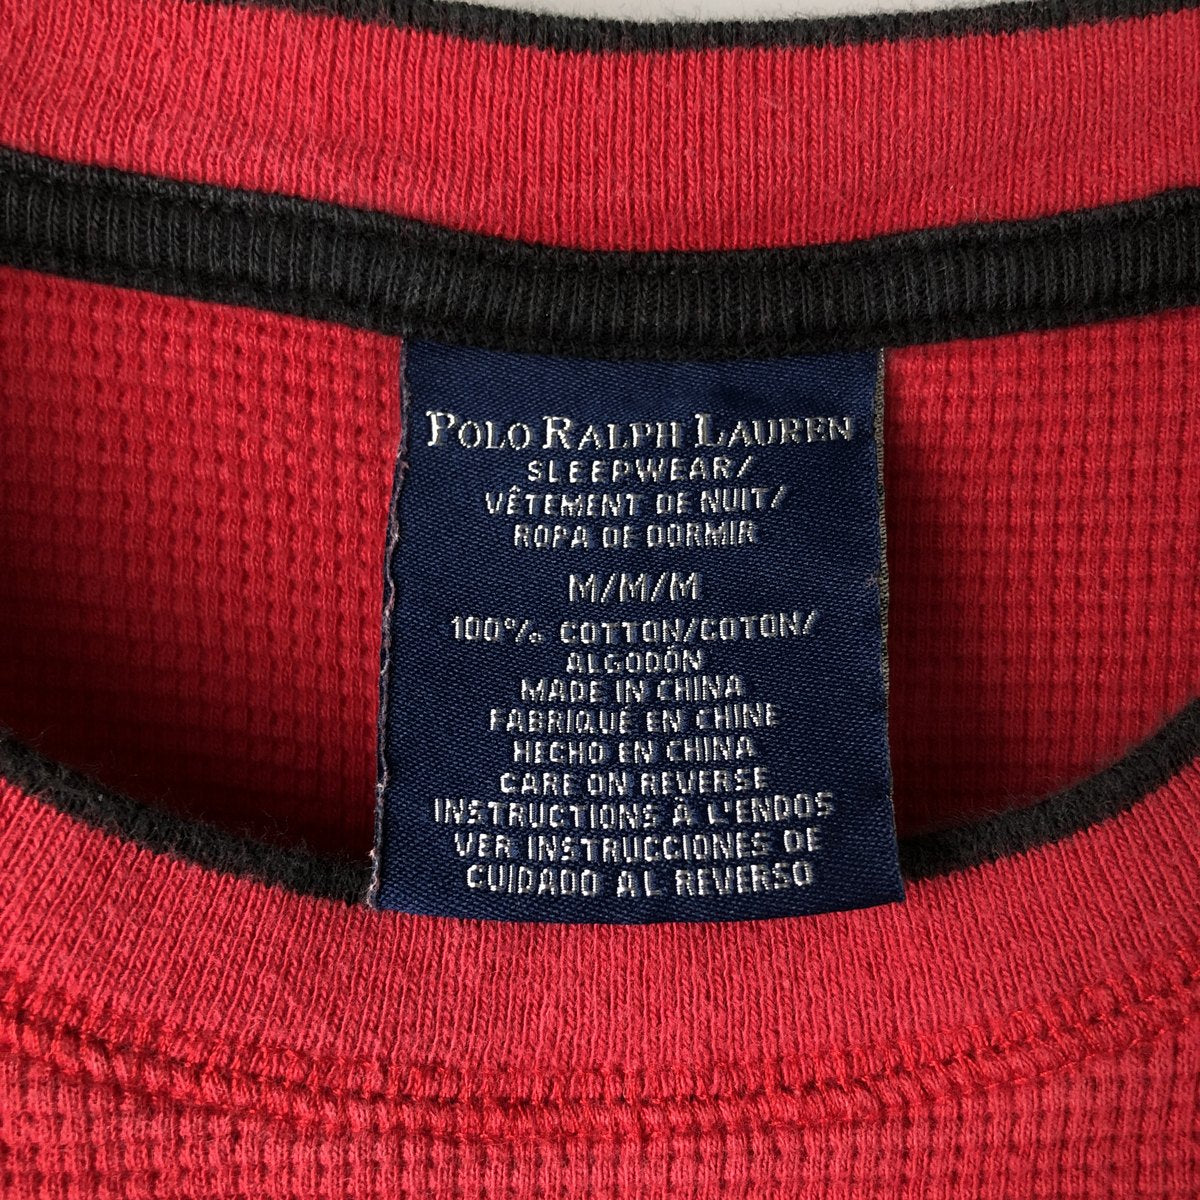 POLO RALPH LAUREN
SLEEPWEAR/
VÊTEMENT DE NUIT/
ROPA DE DORMIR
M/M/M
100% COTTON/COTON/
ALGODÓN
MADE IN CHINA
FABRIQUÉ EN CHINE
HECHO EN CHINA
CARE ON REVERSE
INSTRUCTIONS À L'ENDOS
VER INSTRUCCIONES DE
CUIDADO AL REVERSO